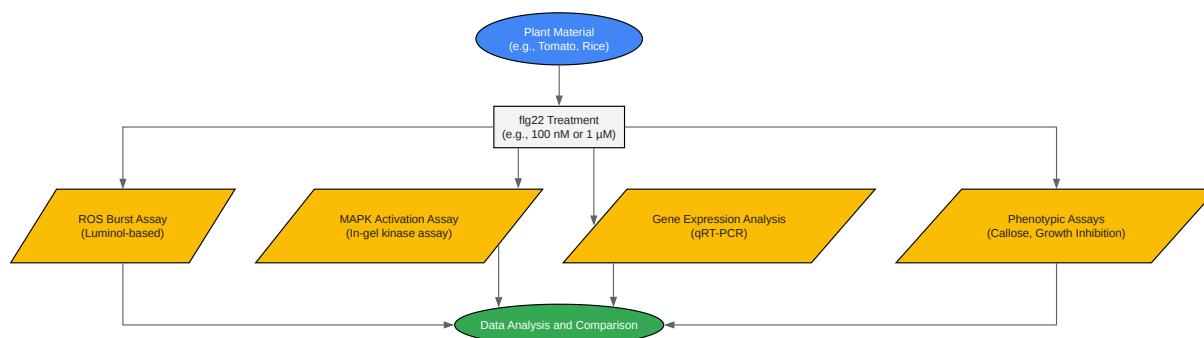 Plant Material
(e.g., Tomato, Rice)
flg22 Treatment
(e.g., 100 nM or 1 µM)
ROS Burst Assay
(Luminol-based)
MAPK Activation Assay
(In-gel kinase assay)
Gene Expression Analysis
(qRT-PCR)
Phenotypic Assays
(Callose, Growth Inhibition)
Data Analysis and Comparison